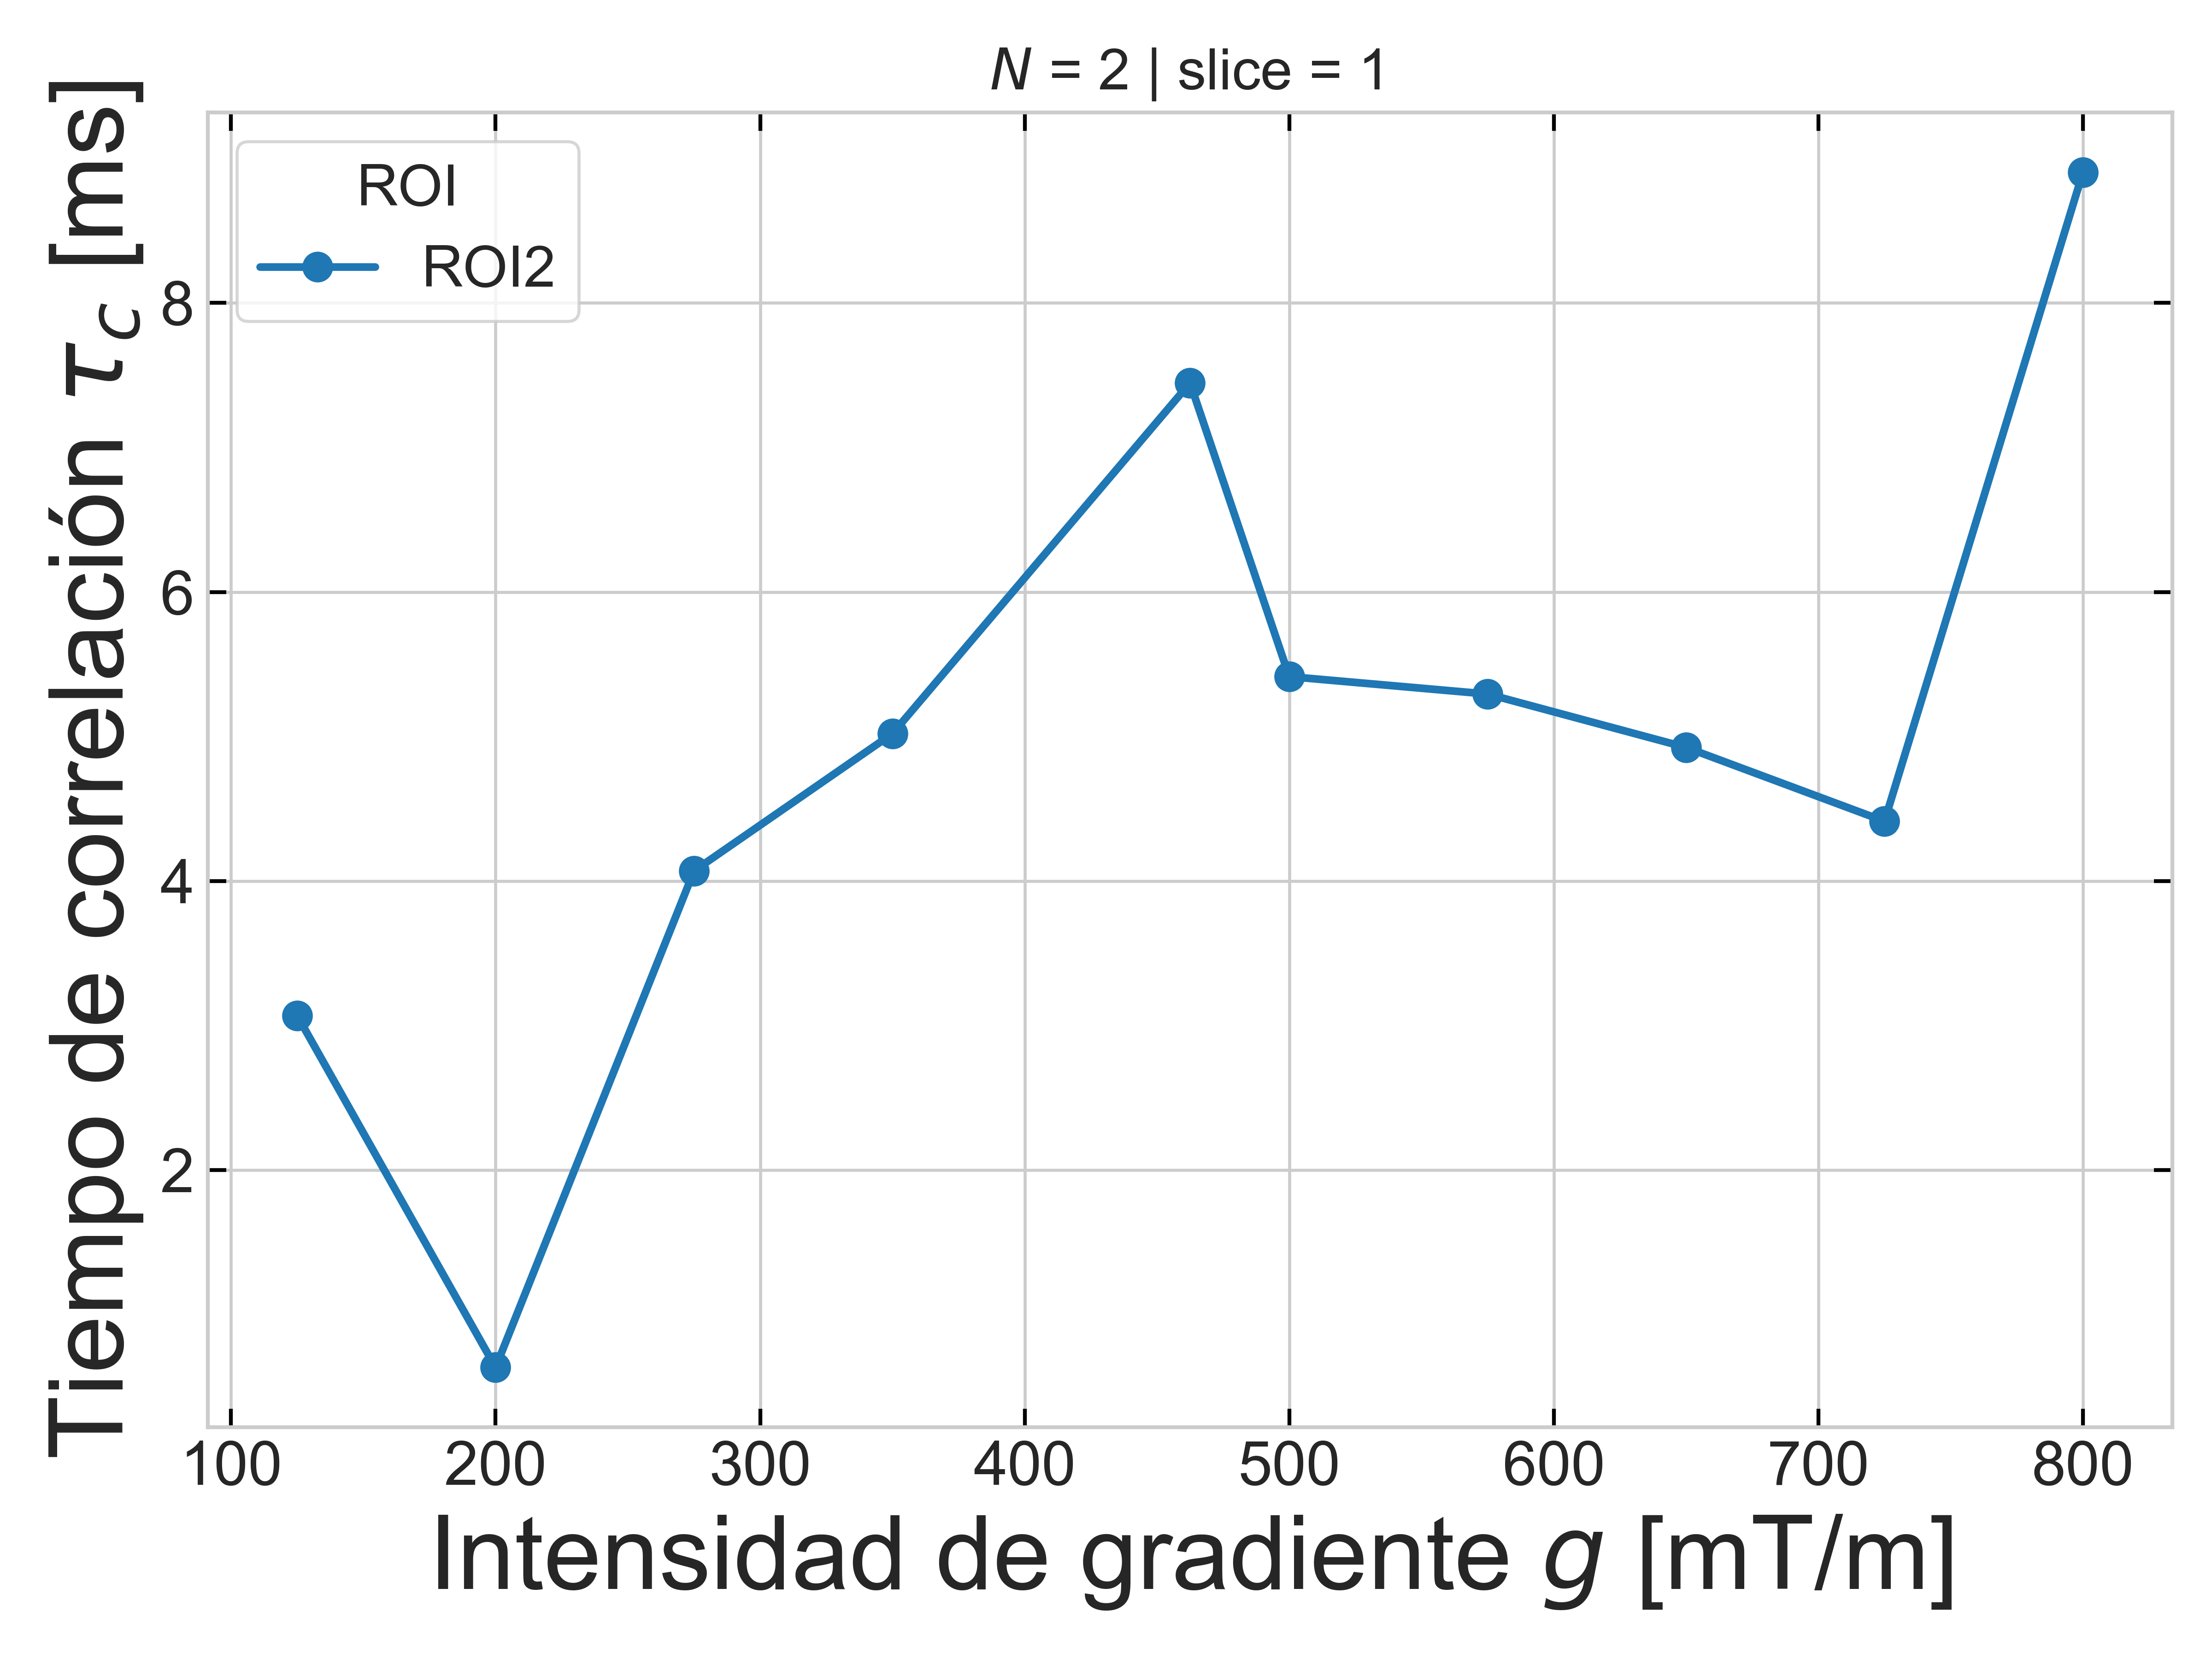 N = 2 | slice = 1
Tiempo de correlación τc [ms]
ROI
ROI2
8
6
4
2
100 200 300 400 500 600 700 800
Intensidad de gradiente g [mT/m]